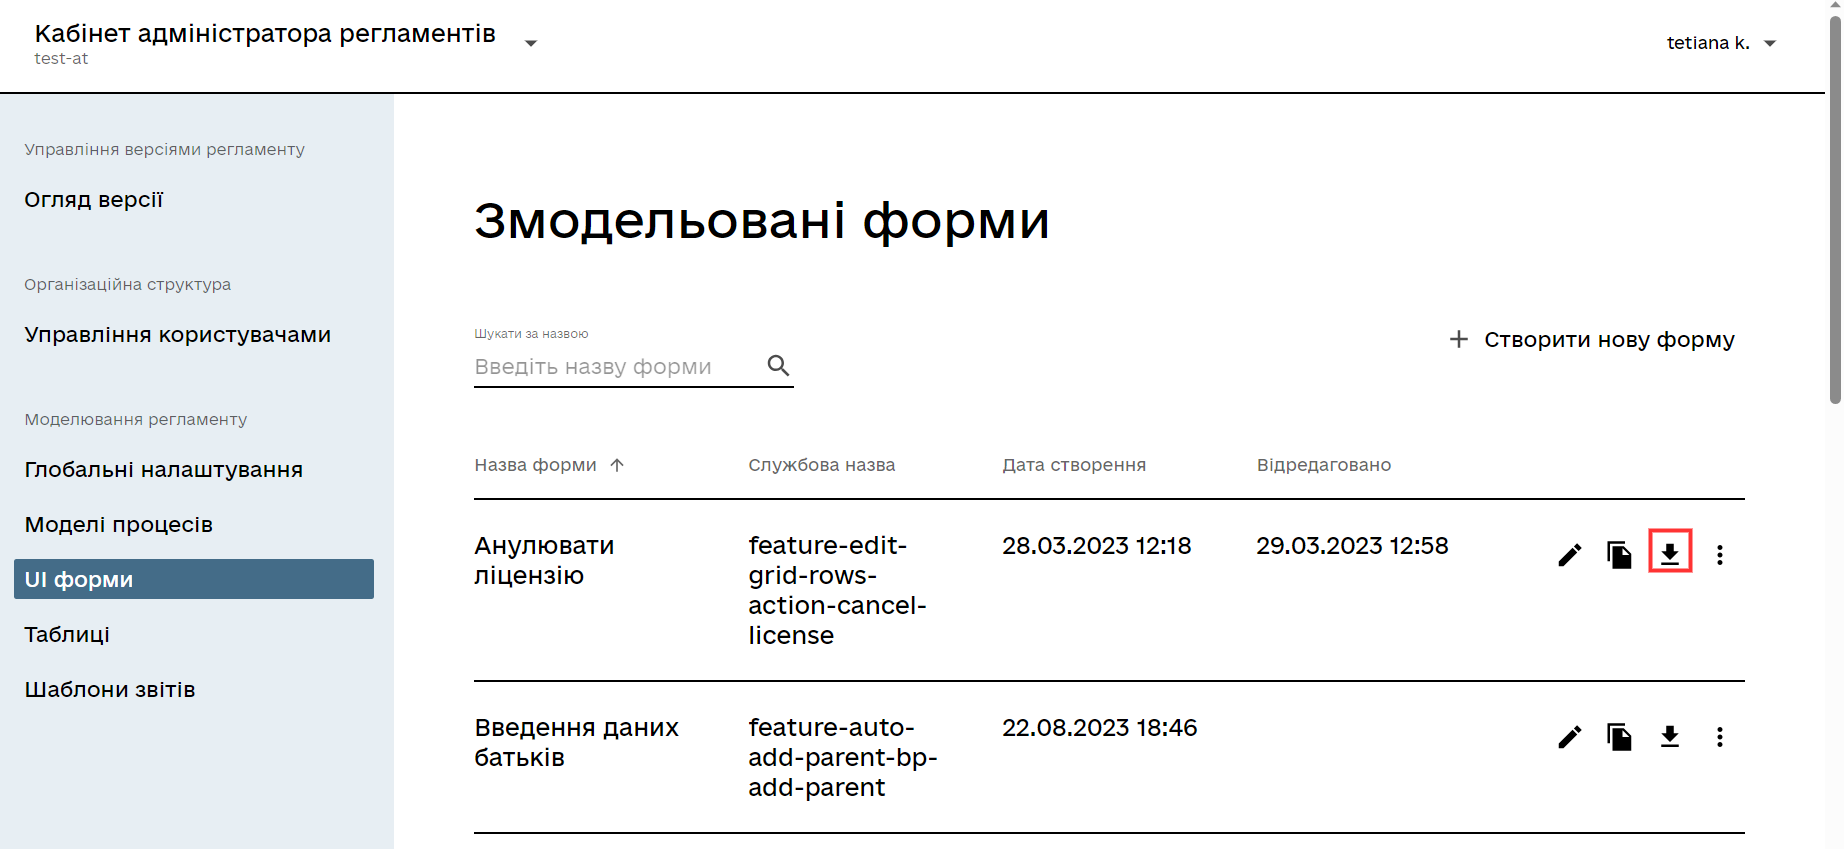 Кабінет адміністратора регламентів
test-at
tetiana k.
Управління версіями регламенту
Огляд версії
Організаційна структура
Управління користувачами
Моделювання регламенту
Глобальні налаштування
Моделі процесів
UI форми
Таблиці
Шаблони звітів
Змодельовані форми
Шукати за назвою
Введіть назву форми
Створити нову форму
Назва форми Службова назва Дата створення Відредаговано
Анулювати feature-edit- 28.03.2023 12:18 29.03.2023 12:58
ліцензію grid-rows-
action-cancel-
license
Введення даних feature-auto- 22.08.2023 18:46
батьків add-parent-bp-
add-parent